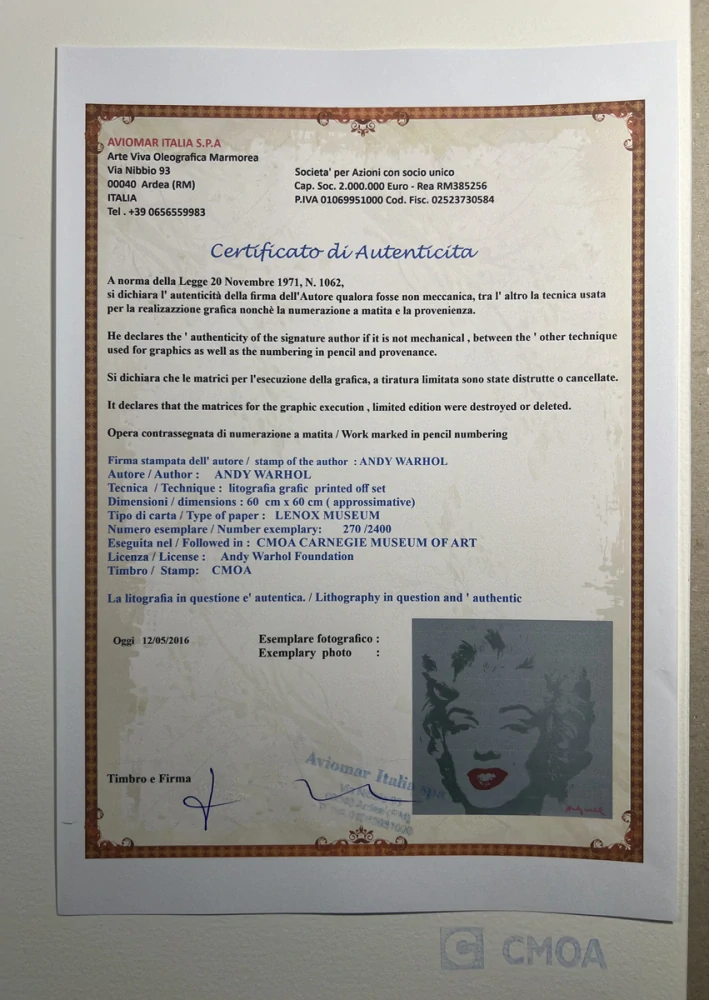 AVIOMAR ITALIA S.P.A
Arte Viva Oleografica Marmorea
Via Nibbio 93
00040 Ardea (RM)
ITALIA
Tel . +39 0656559983
Societa' per Azioni con socio unico
Cap. Soc. 2.000.000 Euro - Rea RM385256
P.IVA 01069951000 Cod. Fisc. 02523730584
Certificato di Autenticita
A norma della Legge 20 Novembre 1971, N. 1062,
si dichiara l' autenticità della firma dell'Autore qualora fosse non meccanica, tra l' altro la tecnica usata
per la realizazzione grafica nonchè la numerazione a matita e la provenienza.
He declares the ' authenticity of the signature author if it is not mechanical , between the ' other technique
used for graphics as well as the numbering in pencil and provenance.
Si dichiara che le matrici per l'esecuzione della grafica, a tiratura limitata sono state distrutte o cancellate.
It declares that the matrices for the graphic execution , limited edition were destroyed or deleted.
Opera contrassegnata di numerazione a matita / Work marked in pencil numbering
Firma stampata dell' autore / stamp of the author : ANDY WARHOL
Autore / Author : ANDY WARHOL
Tecnica / Technique : litografia grafic printed off set
Dimensioni / dimensions : 60 cm x 60 cm ( approssimative)
Tipo di carta / Type of paper : LENOX MUSEUM
Numero esemplare / Number exemplary: 270 /2400
Eseguita nel / Followed in : CMOA CARNEGIE MUSEUM OF ART
Licenza / License : Andy Warhol Foundation
Timbro / Stamp: CMOA
La litografia in questione e' autentica. / Lithography in question and ' authentic
Oggi 12/05/2016
Esemplare fotografico :
Exemplary photo :
Timbro e Firma
Aviomar Italia spa
C CMOA